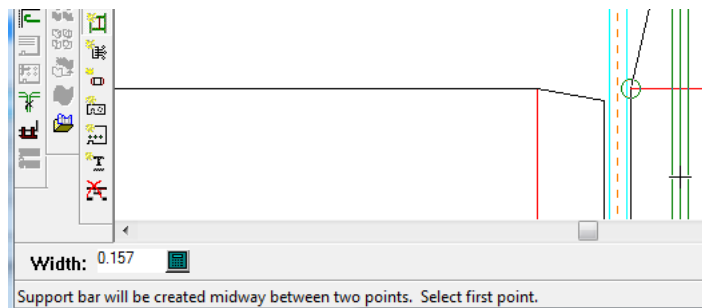 Width: 0.157
Support bar will be created midway between two points. Select first point.